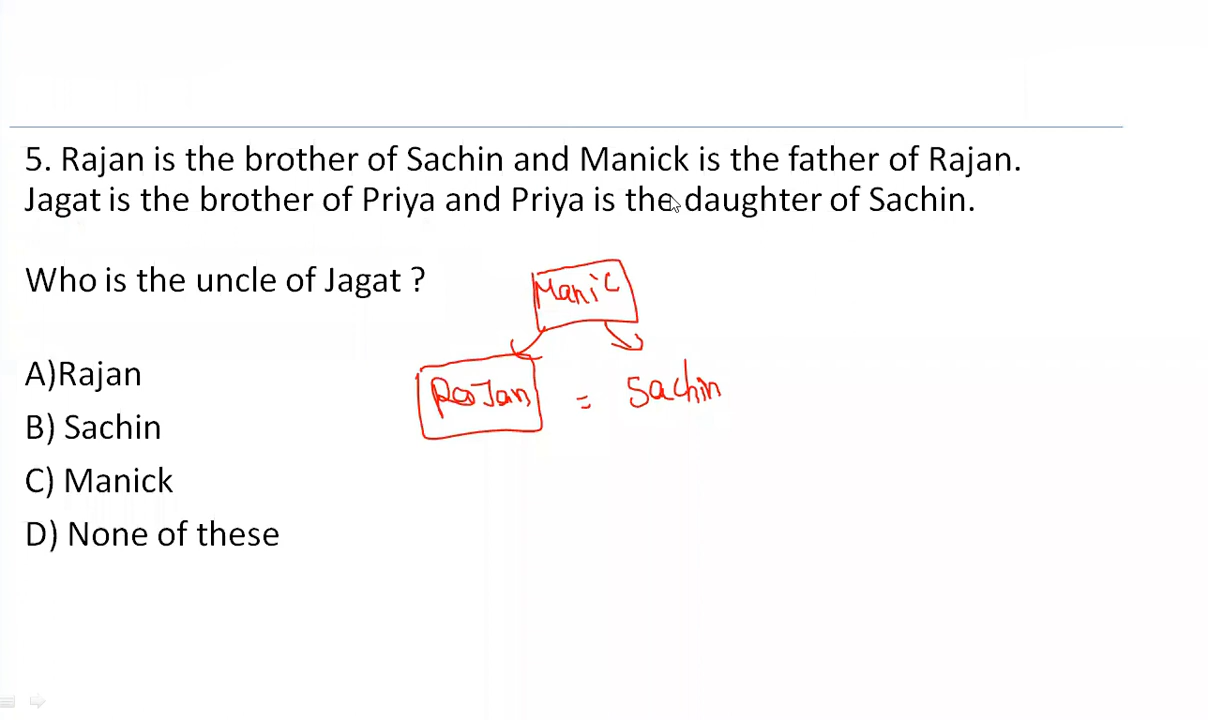 5. Rajan is the brother of Sachin and Manick is the father of Rajan.
Jagat is the brother of Priya and Priya is the daughter of Sachin.
Who is the uncle of Jagat ?
Manic
A)Rajan
RaJan = Sachin
B) Sachin
C) Manick
D) None of these